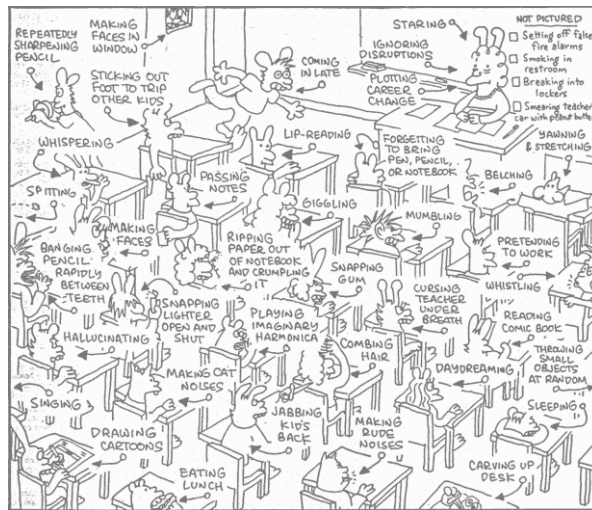 MAKING
FACES IN
WINDOW
REPEATEDLY
SHARPENING
PENCIL
STICKING OUT
FOOT TO TRIP
OTHER KIDS
COMING
IN LATE
STARING
IGNORING
DISRUPTIONS
PLOTTING
CAREER
CHANGE
NOT PICTURED
Setting off false
fire alarms
Smoking in
restroom
Breaking into
lockers
Smearing teacher's
car with peanut butter
WHISPERING
LIP-READING
FORGETTING
TO BRING
PEN, PENCIL,
OR NOTEBOOK
YAWNING
& STRETCHING
BELCHING
SPITTING
PASSING
NOTES
GIGGLING
MUMBLING
MAKING
FACES
BANGING
PENCIL
RAPIDLY
BETWEEN
TEETH
RIPPING
PAPER OUT
OF NOTEBOOK
AND CRUMPLING
IT
SNAPPING
GUM
PRETENDING
TO WORK
WHISTLING
SNAPPING
LIGHTER
OPEN AND
SHUT
CURSING
TEACHER
UNDER
BREATH
READING
COMIC BOOK
HALLUCINATING
PLAYING
IMAGINARY
HARMONICA
COMBING
HAIR
THROWING
SMALL
OBJECTS
AT RANDOM
MAKING CAT
NOISES
DAYDREAMING
SINGING
JABBING
KID'S
BACK
SLEEPING
DRAWING
CARTOONS
MAKING
RUDE
NOISES
EATING
LUNCH
CARVING UP
DESK